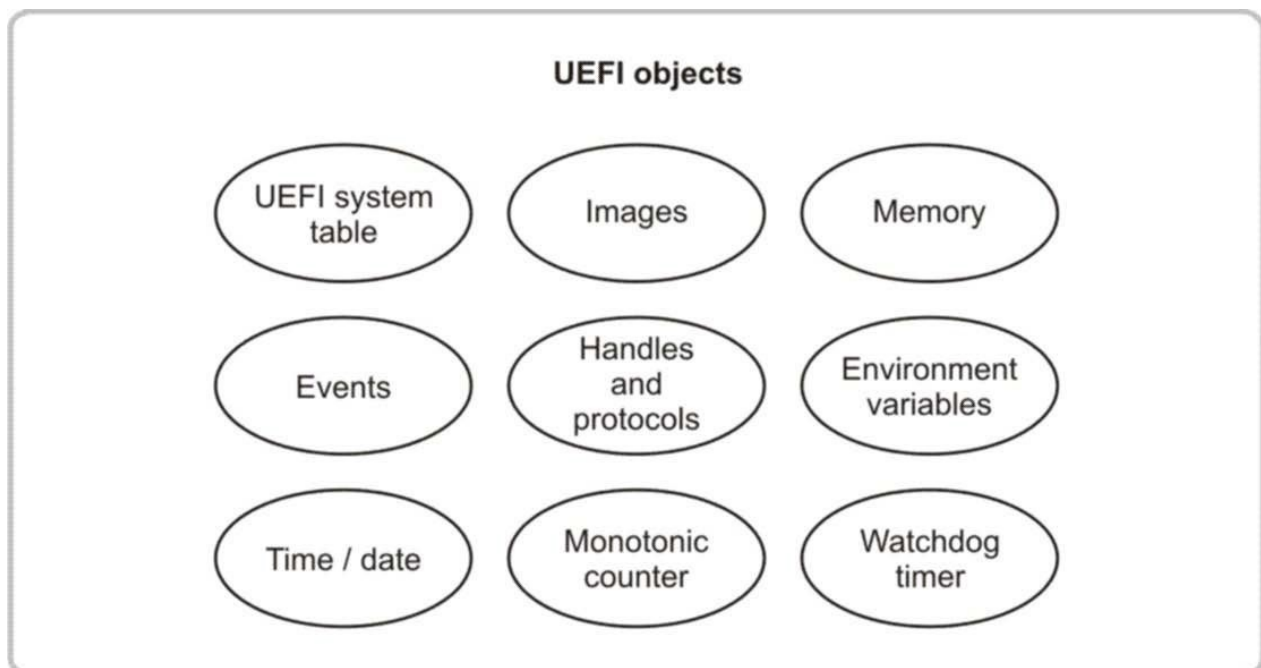 UEFI objects
UEFI system
table
Images
Memory
Events
Handles
and
protocols
Environment
variables
Time / date
Monotonic
counter
Watchdog
timer